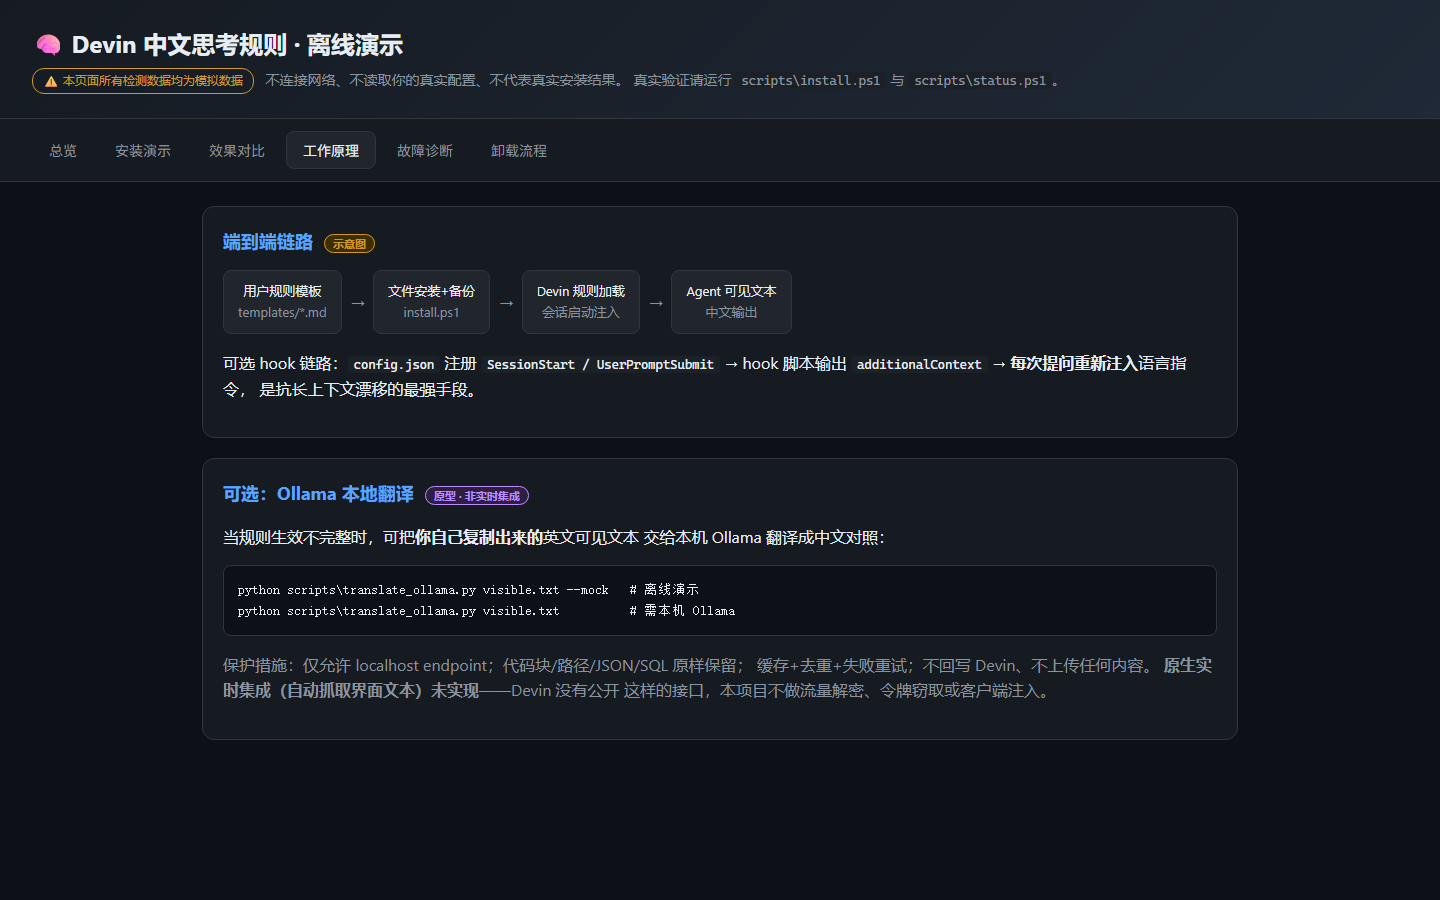 🧠 Devin 中文思考规则 · 离线演示
⚠ 本页面所有检测数据均为模拟数据 不连接网络、不读取你的真实配置、不代表真实安装结果。 真实验证请运行 scripts\install.ps1 与 scripts\status.ps1 。
总览 安装演示 效果对比 工作原理 故障诊断 卸载流程
端到端链路 示意图
用户规则模板 → 文件安装+备份 → Devin 规则加载 → Agent 可见文本
templates/*.md install.ps1 会话启动注入 中文输出
可选 hook 链路： config.json 注册 SessionStart / UserPromptSubmit → hook 脚本输出 additionalContext → 每次提问重新注入语言指
令， 是抗长上下文漂移的最强手段。
可选：Ollama 本地翻译 原型 · 非实时集成
当规则生效不完整时，可把你自己复制出来的英文可见文本 交给本机 Ollama 翻译成中文对照：
python scripts\translate_ollama.py visible.txt --mock # 离线演示
python scripts\translate_ollama.py visible.txt # 需本机 Ollama
保护措施：仅允许 localhost endpoint；代码块/路径/JSON/SQL 原样保留； 缓存+去重+失败重试；不回写 Devin、不上传任何内容。 原生实
时集成（自动抓取界面文本）未实现——Devin 没有公开 这样的接口，本项目不做流量解密、令牌窃取或客户端注入。